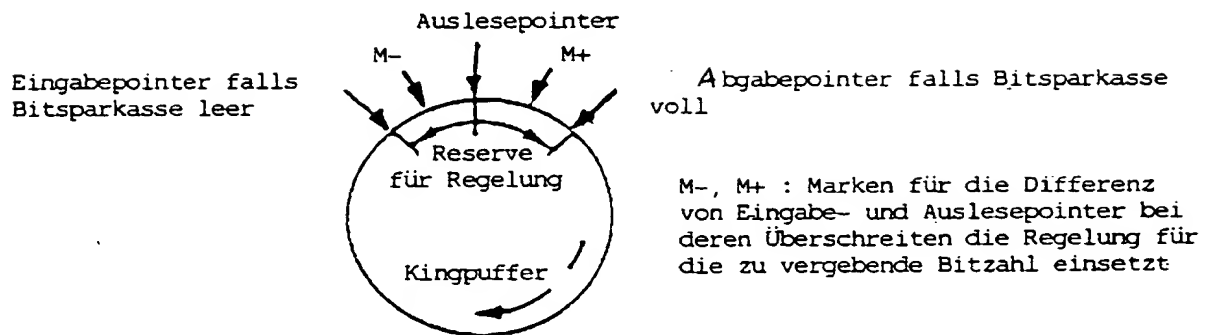 Auslesepointer
M-
M+
Eingabepointer falls
Bitsparkasse leer
Abgabepointer falls Bitsparkasse
voll
Reserve
für Regelung
M-, M+ : Marken für die Differenz
von Eingabe- und Auslesepointer bei
deren Überschreiten die Regelung für
die zu vergebende Bitzahl einsetzt
Kingpuffer